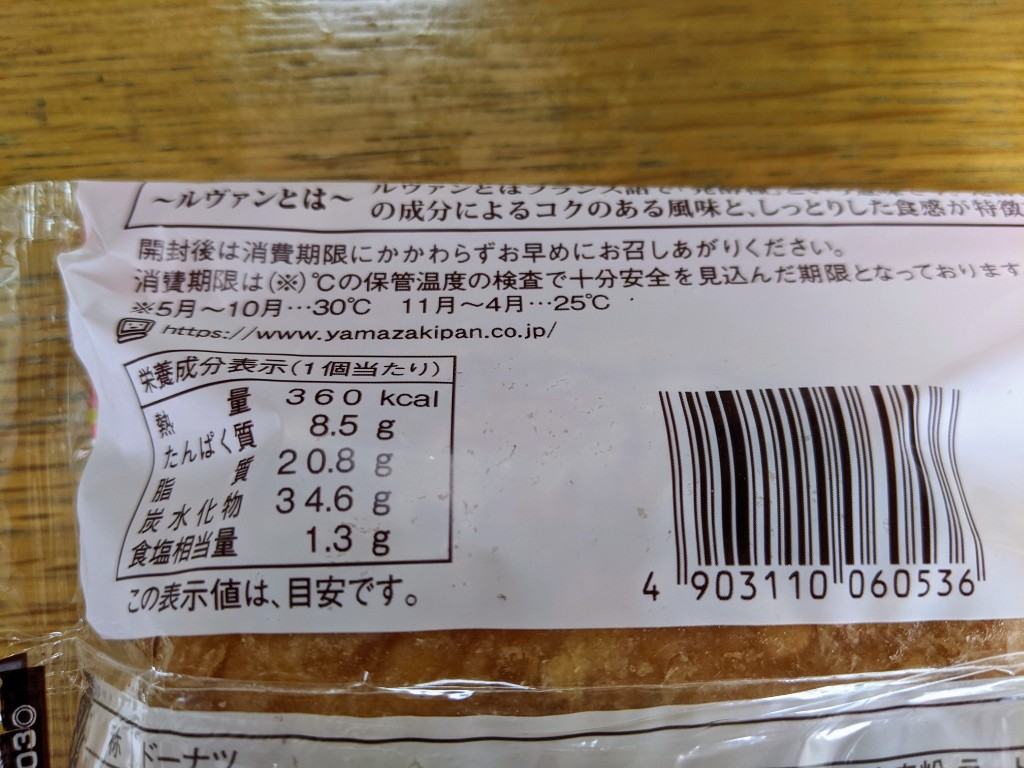 ～ルヴァンとは～
の成分によるコクのある風味と、しっとりした食感が特徴
開封後は消費期限にかかわらずお早めにお召しあがりください。
消費期限は(※)℃の保管温度の検査で十分安全を見込んだ期限となっております
※5月～10月…30℃ 11月～4月…25℃
https://www.yamazakipan.co.jp/
栄養成分表示(1個当たり)
熱量 360 kcal
たんぱく質 8.5 g
脂質 20.8 g
炭水化物 34.6 g
食塩相当量 1.3 g
この表示値は、目安です。
4 903110 060536
称 ドーナツ